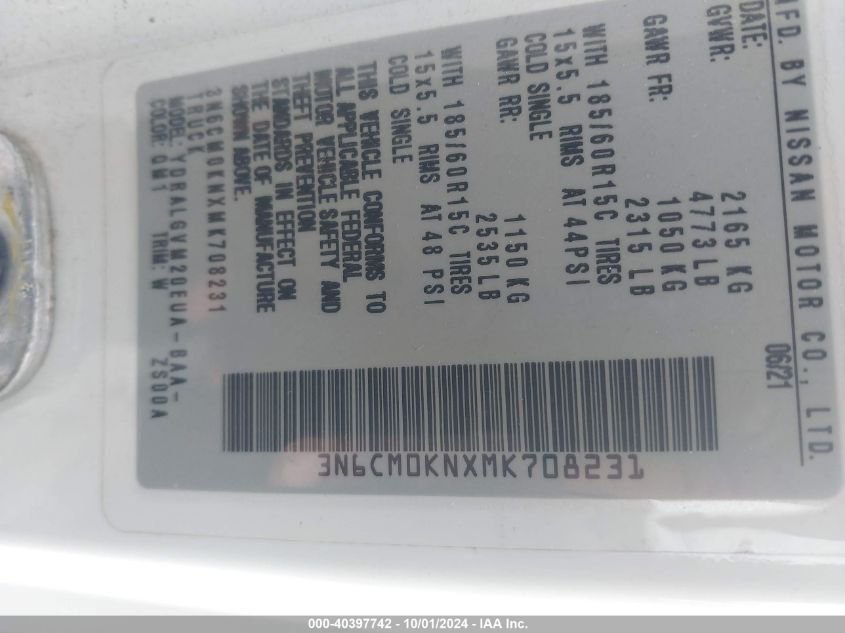 MFD. BY NISSAN MOTOR CO., LTD.
DATE: 06/21
GVWR: 2165 KG
4773 LB
GAWR FR: 1050 KG
2315 LB
WITH 185/60R15C TIRES
15X5.5 RIMS AT 44PSI
COLD SINGLE
GAWR RR: 1150 KG
2535 LB
WITH 185/60R15C TIRES
15X5.5 RIMS AT 48 PSI
COLD SINGLE
THIS VEHICLE CONFORMS TO
ALL APPLICABLE FEDERAL
MOTOR VEHICLE SAFETY AND
THEFT PREVENTION
STANDARDS IN EFFECT ON
THE DATE OF MANUFACTURE
SHOWN ABOVE.
3N6CM0KNXMK708231
TRUCK
MODEL: YDRALGYM20EUA-BAA-
COLOR: QM1 TRIM: W ZS00A
3N6CM0KNXMK708231
000-40397742 - 10/01/2024 - IAA Inc.